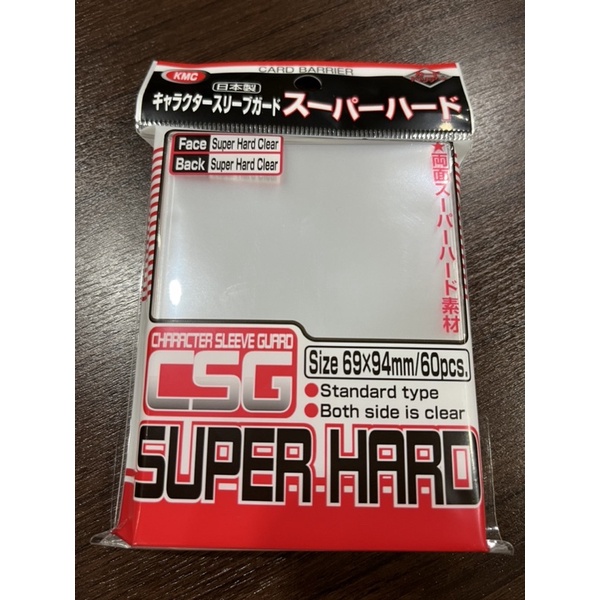 CARD BARRIER
KMC
日本製
キャラクタースリーブガード スーパーハード
Face Super Hard Clear
Back Super Hard Clear
★両面スーパーハード素材
CHARACTER SLEEVE GUARD
CSG
Size 69×94mm/60pcs.
●Standard type
●Both side is clear
SUPER HARD